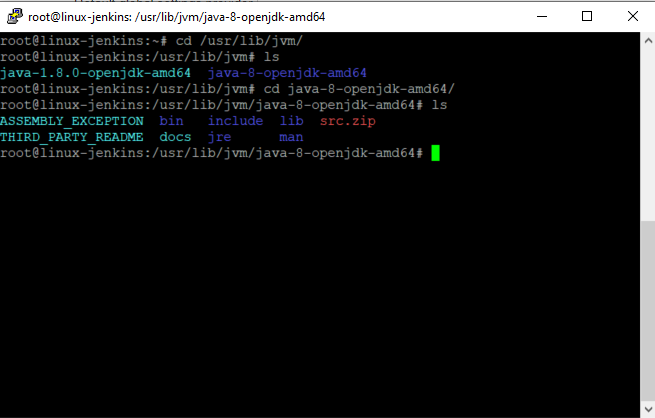 root@linux-jenkins: /usr/lib/jvm/java-8-openjdk-amd64
root@linux-jenkins:~# cd /usr/lib/jvm/
root@linux-jenkins:/usr/lib/jvm# ls
java-1.8.0-openjdk-amd64  java-8-openjdk-amd64
root@linux-jenkins:/usr/lib/jvm# cd java-8-openjdk-amd64/
root@linux-jenkins:/usr/lib/jvm/java-8-openjdk-amd64# ls
ASSEMBLY_EXCEPTION  bin   include  lib  src.zip
THIRD_PARTY_README  docs  jre      man
root@linux-jenkins:/usr/lib/jvm/java-8-openjdk-amd64#